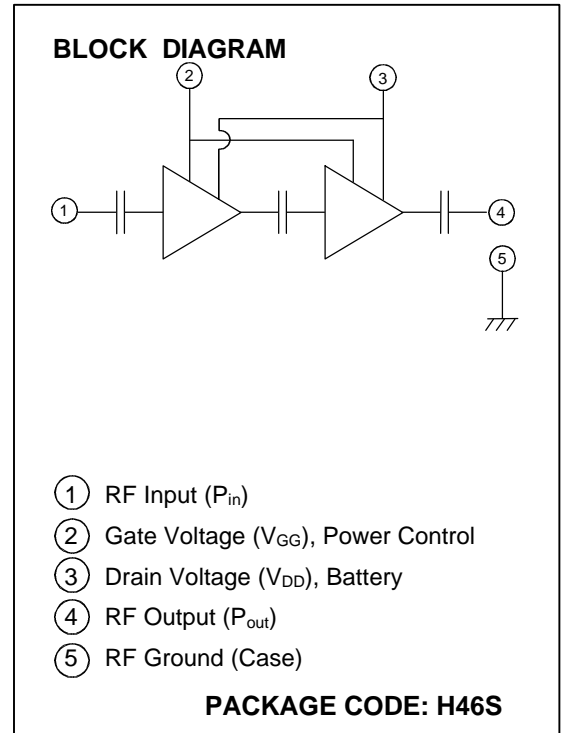 BLOCK DIAGRAM
2
3
1
4
5
1 RF Input (Pin)
2 Gate Voltage (VGG), Power Control
3 Drain Voltage (VDD), Battery
4 RF Output (Pout)
5 RF Ground (Case)
PACKAGE CODE: H46S